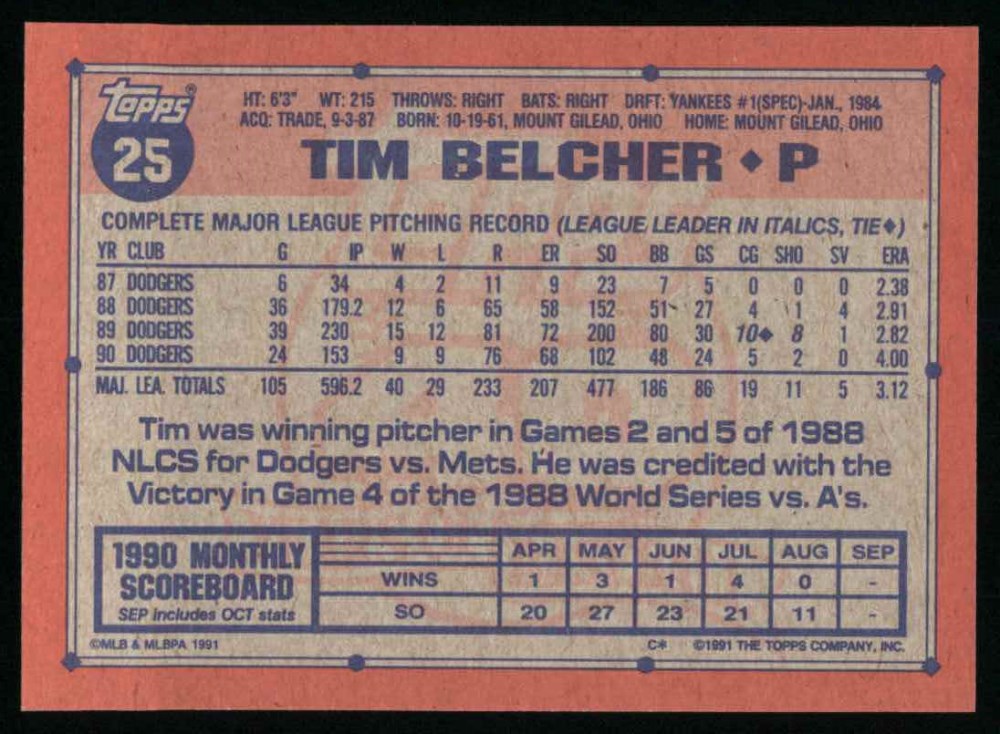 Topps®
25
HT: 6'3" WT: 215 THROWS: RIGHT BATS: RIGHT DRFT: YANKEES #1(SPEC)-JAN., 1984
ACQ: TRADE, 9-3-87 BORN: 10-19-61, MOUNT GILEAD, OHIO HOME: MOUNT GILEAD, OHIO
TIM BELCHER ◆ P
COMPLETE MAJOR LEAGUE PITCHING RECORD (LEAGUE LEADER IN ITALICS, TIE◆)
YR CLUB G IP W L R ER SO BB GS CG SHO SV ERA
87 DODGERS 6 34 4 2 11 9 23 7 5 0 0 0 2.38
88 DODGERS 36 179.2 12 6 65 58 152 51 27 4 1 4 2.91
89 DODGERS 39 230 15 12 81 72 200 80 30 10◆ 8 1 2.82
90 DODGERS 24 153 9 9 76 68 102 48 24 5 2 0 4.00
MAJ. LEA. TOTALS 105 596.2 40 29 233 207 477 186 86 19 11 5 3.12
Tim was winning pitcher in Games 2 and 5 of 1988
NLCS for Dodgers vs. Mets. He was credited with the
Victory in Game 4 of the 1988 World Series vs. A's.
1990 MONTHLY
SCOREBOARD
SEP includes OCT stats
APR MAY JUN JUL AUG SEP
WINS 1 3 1 4 0 -
SO 20 27 23 21 11 -
©MLB & MLBPA 1991 C* ©1991 THE TOPPS COMPANY, INC.